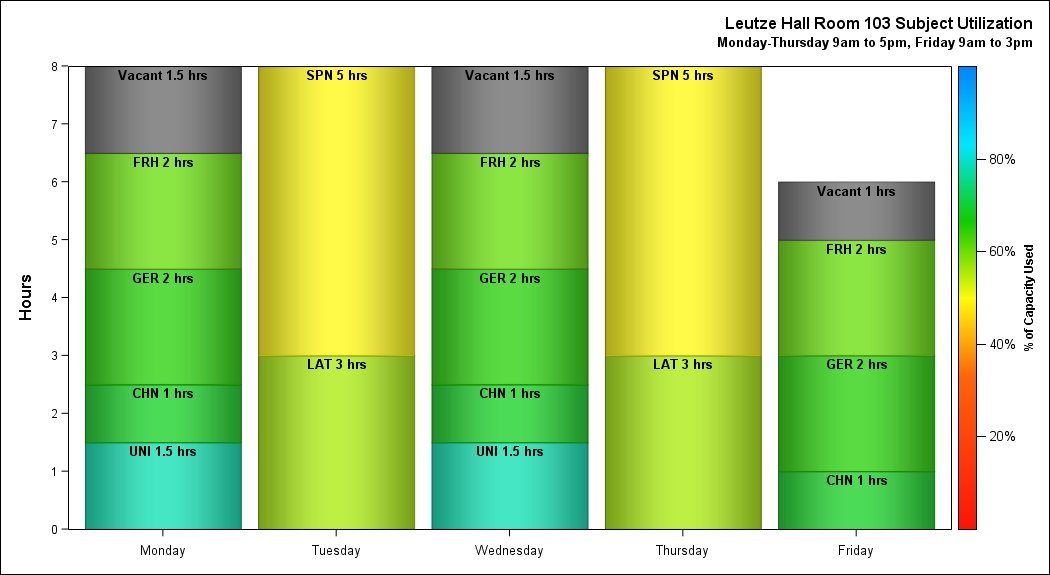 Leutze Hall Room 103 Subject Utilization
Monday-Thursday 9am to 5pm, Friday 9am to 3pm
Hours
8
7
6
5
4
3
2
1
0
Vacant 1.5 hrs
FRH 2 hrs
GER 2 hrs
CHN 1 hrs
UNI 1.5 hrs
SPN 5 hrs
LAT 3 hrs
Vacant 1.5 hrs
FRH 2 hrs
GER 2 hrs
CHN 1 hrs
UNI 1.5 hrs
SPN 5 hrs
LAT 3 hrs
Vacant 1 hrs
FRH 2 hrs
GER 2 hrs
CHN 1 hrs
Monday
Tuesday
Wednesday
Thursday
Friday
80%
60%
40%
20%
% of Capacity Used